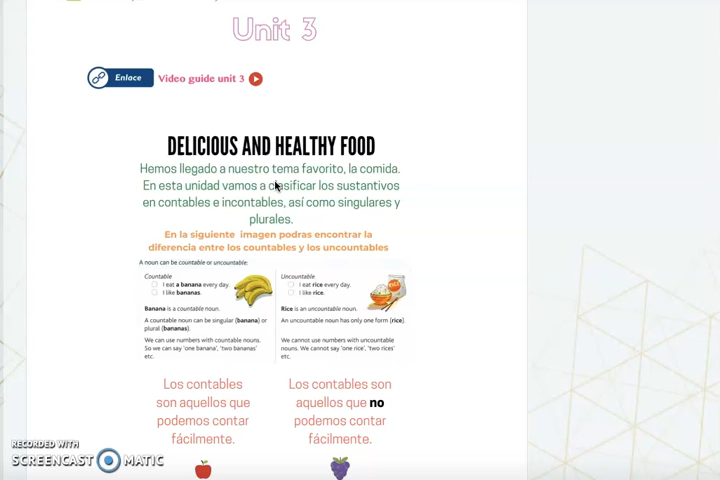 Unit 3
Enlace Video guide unit 3
DELICIOUS AND HEALTHY FOOD
Hemos llegado a nuestro tema favorito, la comida.
En esta unidad vamos a clasificar los sustantivos
en contables e incontables, así como singulares y
plurales.
En la siguiente imagen podras encontrar la
diferencia entre los countables y los uncountables
A noun can be countable or uncountable:
Countable
I eat a banana every day.
I like bananas.
Banana is a countable noun.
A countable noun can be singular (banana) or
plural (bananas).
We can use numbers with countable nouns.
So we can say 'one banana', 'two bananas'
etc.
Uncountable
I eat rice every day.
I like rice.
Rice is an uncountable noun.
An uncountable noun has only one form (rice).
We cannot use numbers with uncountable
nouns. We cannot say 'one rice', 'two rices'
etc.
RICE
Los contables
son aquellos que
podemos contar
fácilmente.
Los contables son
aquellos que no
podemos contar
fácilmente.
RECORDED WITH
SCREENCAST MATIC